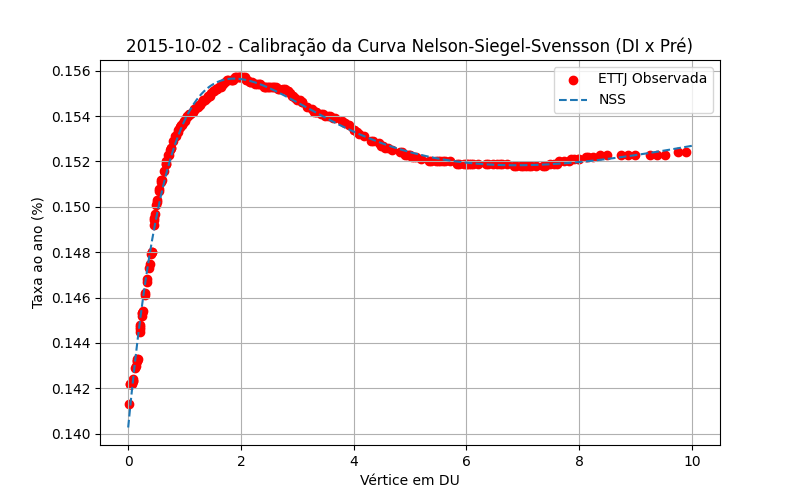 2015-10-02 - Calibração da Curva Nelson-Siegel-Svensson (DI x Pré)
ETTJ Observada
NSS
Taxa ao ano (%)
0.156
0.154
0.152
0.150
0.148
0.146
0.144
0.142
0.140
0 2 4 6 8 10
Vértice em DU